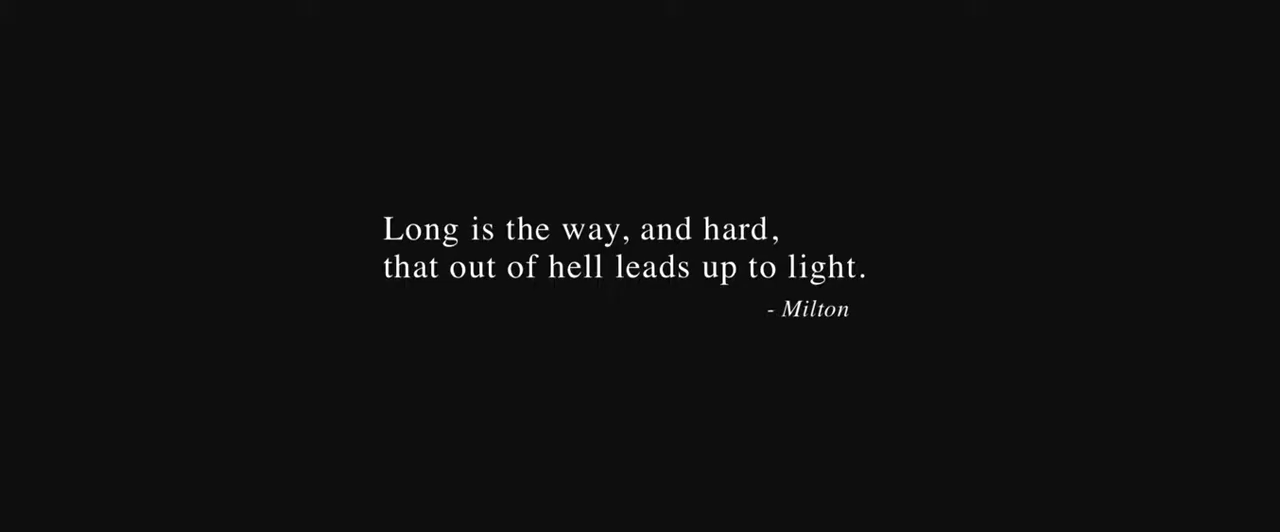 Long is the way, and hard,
that out of hell leads up to light.
- Milton